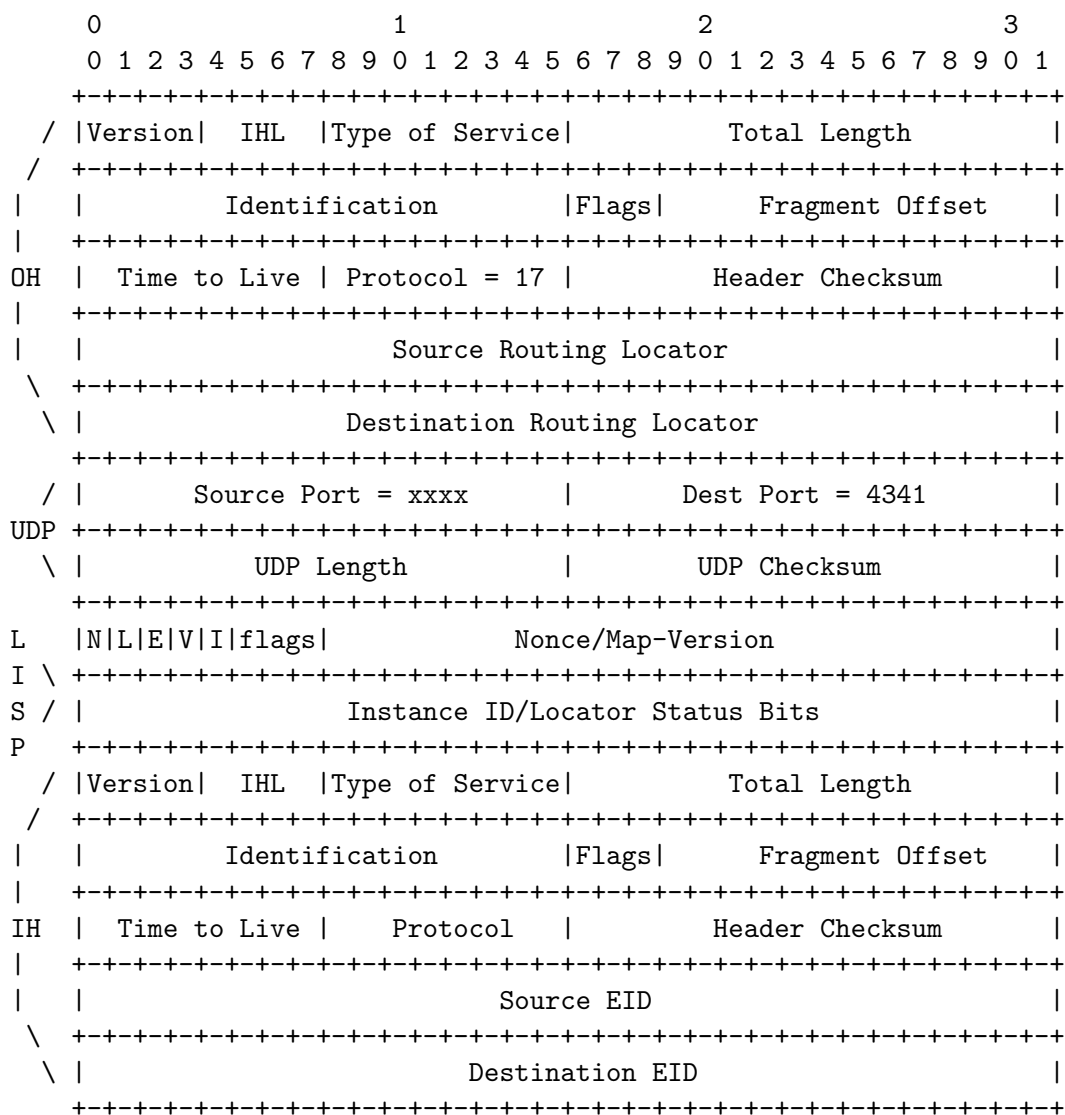 0                   1                   2                   3
     0 1 2 3 4 5 6 7 8 9 0 1 2 3 4 5 6 7 8 9 0 1 2 3 4 5 6 7 8 9 0 1
    +-+-+-+-+-+-+-+-+-+-+-+-+-+-+-+-+-+-+-+-+-+-+-+-+-+-+-+-+-+-+-+-+
  / |Version|  IHL  |Type of Service|          Total Length         |
 /  +-+-+-+-+-+-+-+-+-+-+-+-+-+-+-+-+-+-+-+-+-+-+-+-+-+-+-+-+-+-+-+-+
|   |         Identification        |Flags|      Fragment Offset    |
|   +-+-+-+-+-+-+-+-+-+-+-+-+-+-+-+-+-+-+-+-+-+-+-+-+-+-+-+-+-+-+-+-+
OH  |  Time to Live | Protocol = 17 |         Header Checksum       |
|   +-+-+-+-+-+-+-+-+-+-+-+-+-+-+-+-+-+-+-+-+-+-+-+-+-+-+-+-+-+-+-+-+
|   |                    Source Routing Locator                     |
 \  +-+-+-+-+-+-+-+-+-+-+-+-+-+-+-+-+-+-+-+-+-+-+-+-+-+-+-+-+-+-+-+-+
  \ |                 Destination Routing Locator                   |
    +-+-+-+-+-+-+-+-+-+-+-+-+-+-+-+-+-+-+-+-+-+-+-+-+-+-+-+-+-+-+-+-+
  / |       Source Port = xxxx      |       Dest Port = 4341        |
UDP +-+-+-+-+-+-+-+-+-+-+-+-+-+-+-+-+-+-+-+-+-+-+-+-+-+-+-+-+-+-+-+-+
  \ |           UDP Length          |        UDP Checksum           |
    +-+-+-+-+-+-+-+-+-+-+-+-+-+-+-+-+-+-+-+-+-+-+-+-+-+-+-+-+-+-+-+-+
L   |N|L|E|V|I|flags|            Nonce/Map-Version                  |
I \ +-+-+-+-+-+-+-+-+-+-+-+-+-+-+-+-+-+-+-+-+-+-+-+-+-+-+-+-+-+-+-+-+
S / |                 Instance ID/Locator Status Bits               |
P   +-+-+-+-+-+-+-+-+-+-+-+-+-+-+-+-+-+-+-+-+-+-+-+-+-+-+-+-+-+-+-+-+
  / |Version|  IHL  |Type of Service|          Total Length         |
 /  +-+-+-+-+-+-+-+-+-+-+-+-+-+-+-+-+-+-+-+-+-+-+-+-+-+-+-+-+-+-+-+-+
|   |         Identification        |Flags|      Fragment Offset    |
|   +-+-+-+-+-+-+-+-+-+-+-+-+-+-+-+-+-+-+-+-+-+-+-+-+-+-+-+-+-+-+-+-+
IH  |  Time to Live |    Protocol   |         Header Checksum       |
|   +-+-+-+-+-+-+-+-+-+-+-+-+-+-+-+-+-+-+-+-+-+-+-+-+-+-+-+-+-+-+-+-+
|   |                           Source EID                          |
 \  +-+-+-+-+-+-+-+-+-+-+-+-+-+-+-+-+-+-+-+-+-+-+-+-+-+-+-+-+-+-+-+-+
  \ |                         Destination EID                       |
    +-+-+-+-+-+-+-+-+-+-+-+-+-+-+-+-+-+-+-+-+-+-+-+-+-+-+-+-+-+-+-+-+